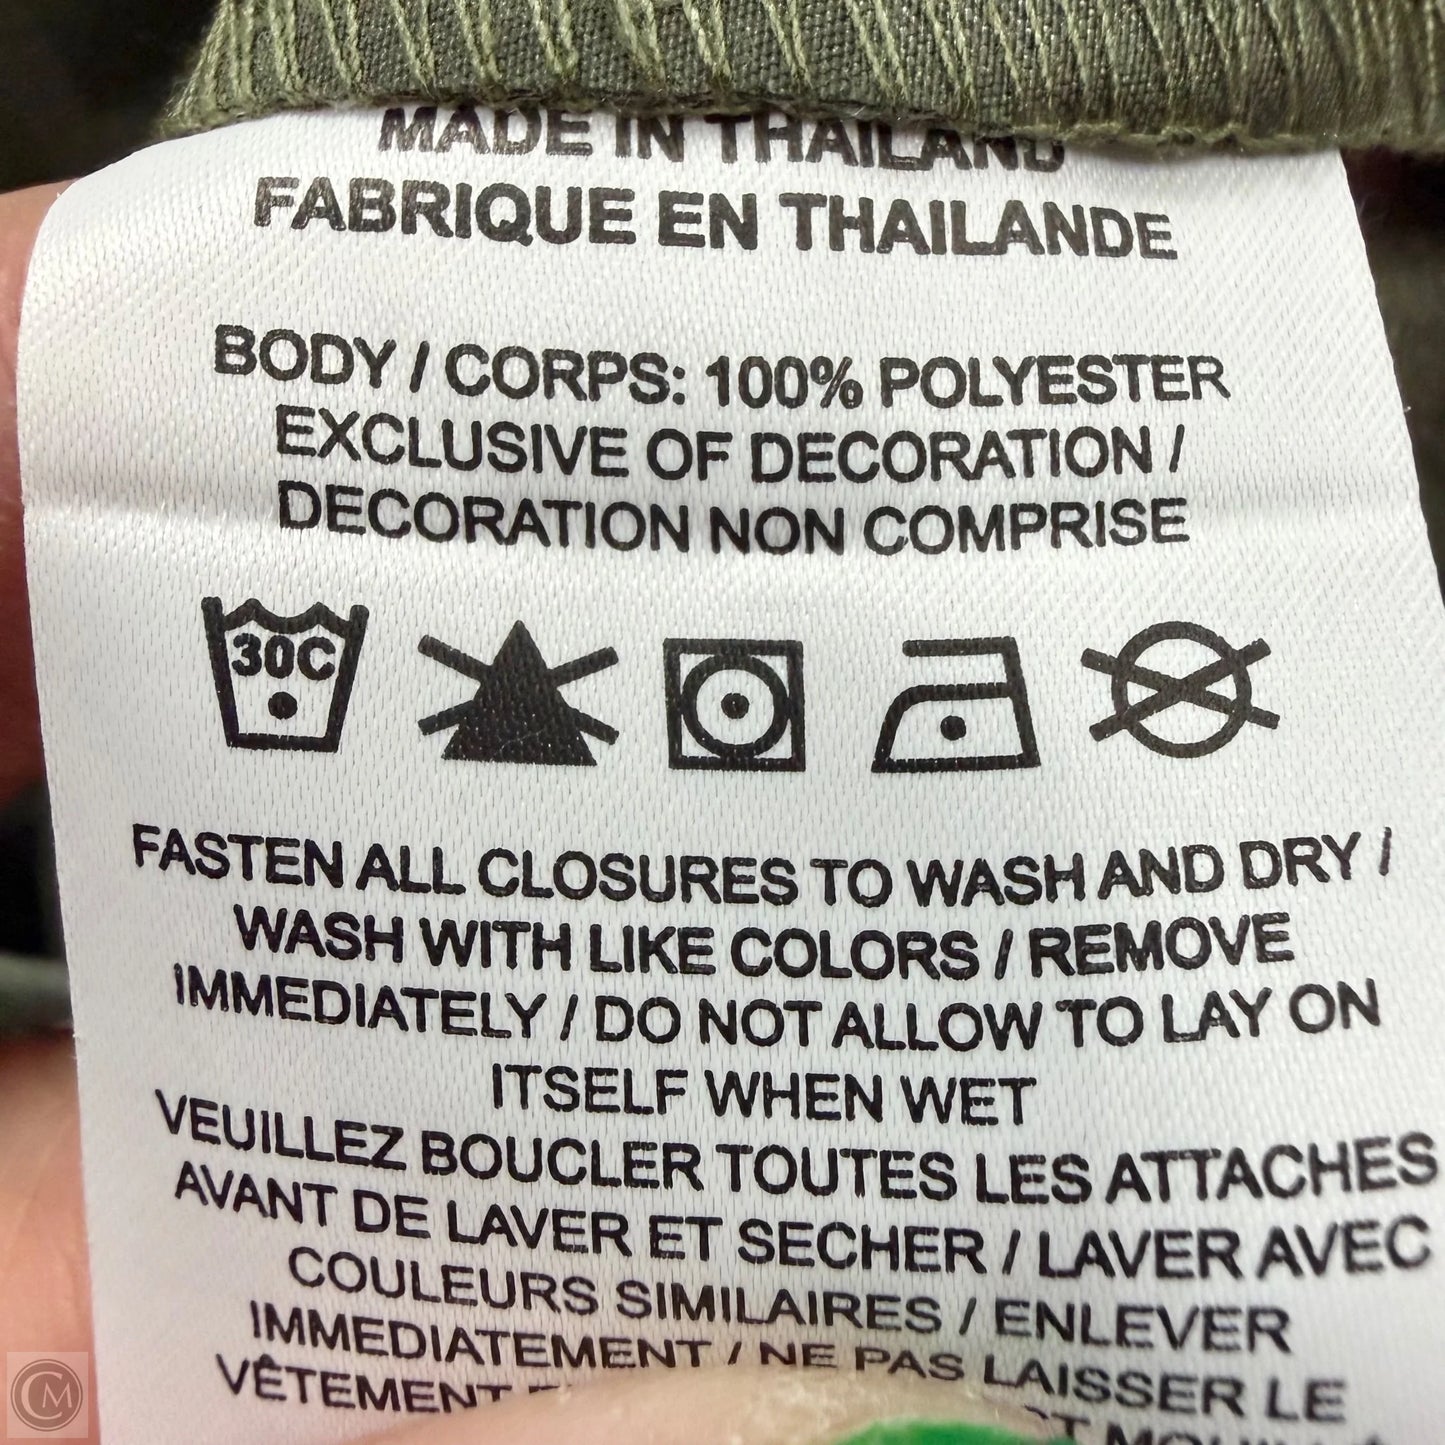 MADE IN THAILAND
FABRIQUE EN THAILANDE
BODY / CORPS: 100% POLYESTER
EXCLUSIVE OF DECORATION /
DECORATION NON COMPRISE
30C
FASTEN ALL CLOSURES TO WASH AND DRY /
WASH WITH LIKE COLORS / REMOVE
IMMEDIATELY / DO NOT ALLOW TO LAY ON
ITSELF WHEN WET
VEUILLEZ BOUCLER TOUTES LES ATTACHES
AVANT DE LAVER ET SECHER / LAVER AVEC
COULEURS SIMILAIRES / ENLEVER
IMMEDIATEMENT / NE PAS LAISSER LE
VÊTEMENT
CM